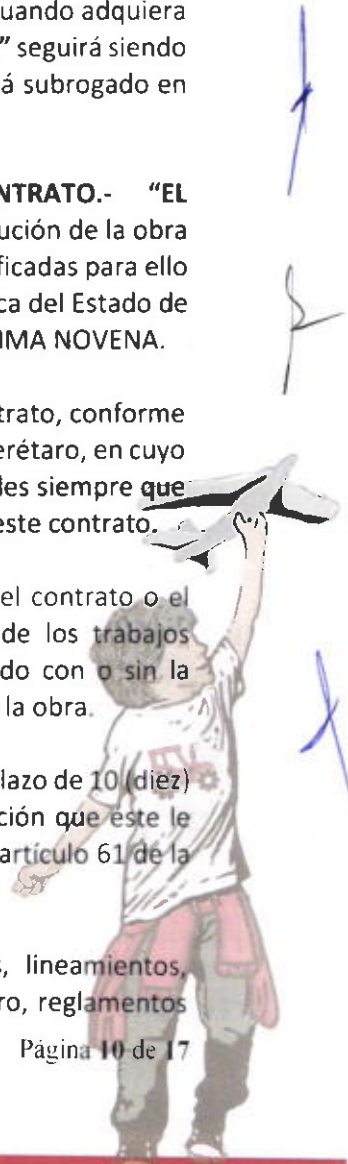 uando adquiera
” seguirá siendo
á subrogado en
NTRATO.- “EL
ución de la obra
ficadas para ello
ca del Estado de
IMA NOVENA.
trato, conforme
erétaro, en cuyo
les siempre que
este contrato.
el contrato o el
de los trabajos
do con o sin la
la obra.
lazo de 10 (diez)
ción que éste le
artículo 61 de la
s, lineamientos,
ro, reglamentos
Página 10 de 17